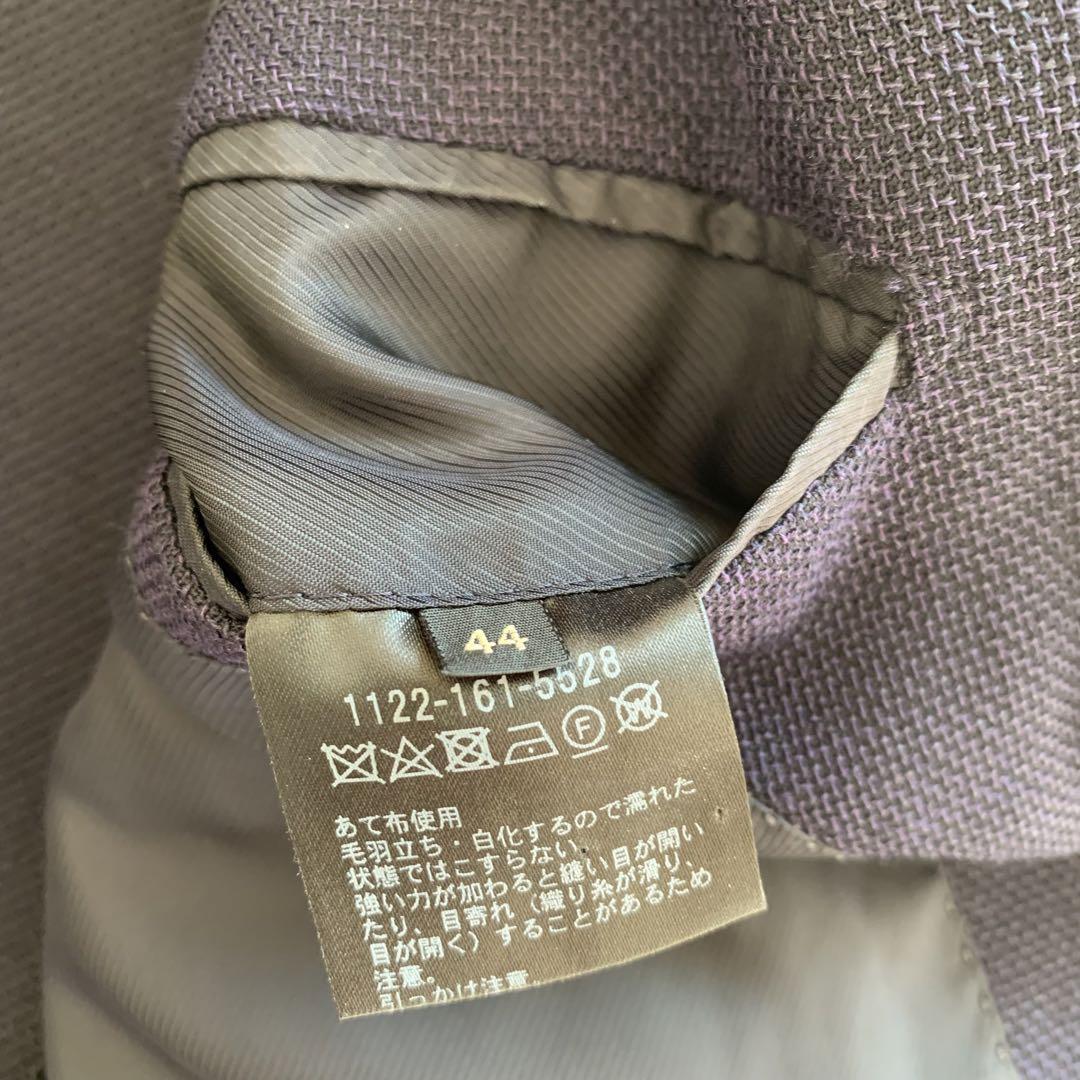 44
1122-161-5528
F
W
あて布使用
毛羽立ち・白化するので濡れた
状態ではこすらない。
強い力が加わると縫い目が開い
たり、目寄れ（織り糸が滑り、
目が開く）することがあるため
注意。
引っかけ注意。